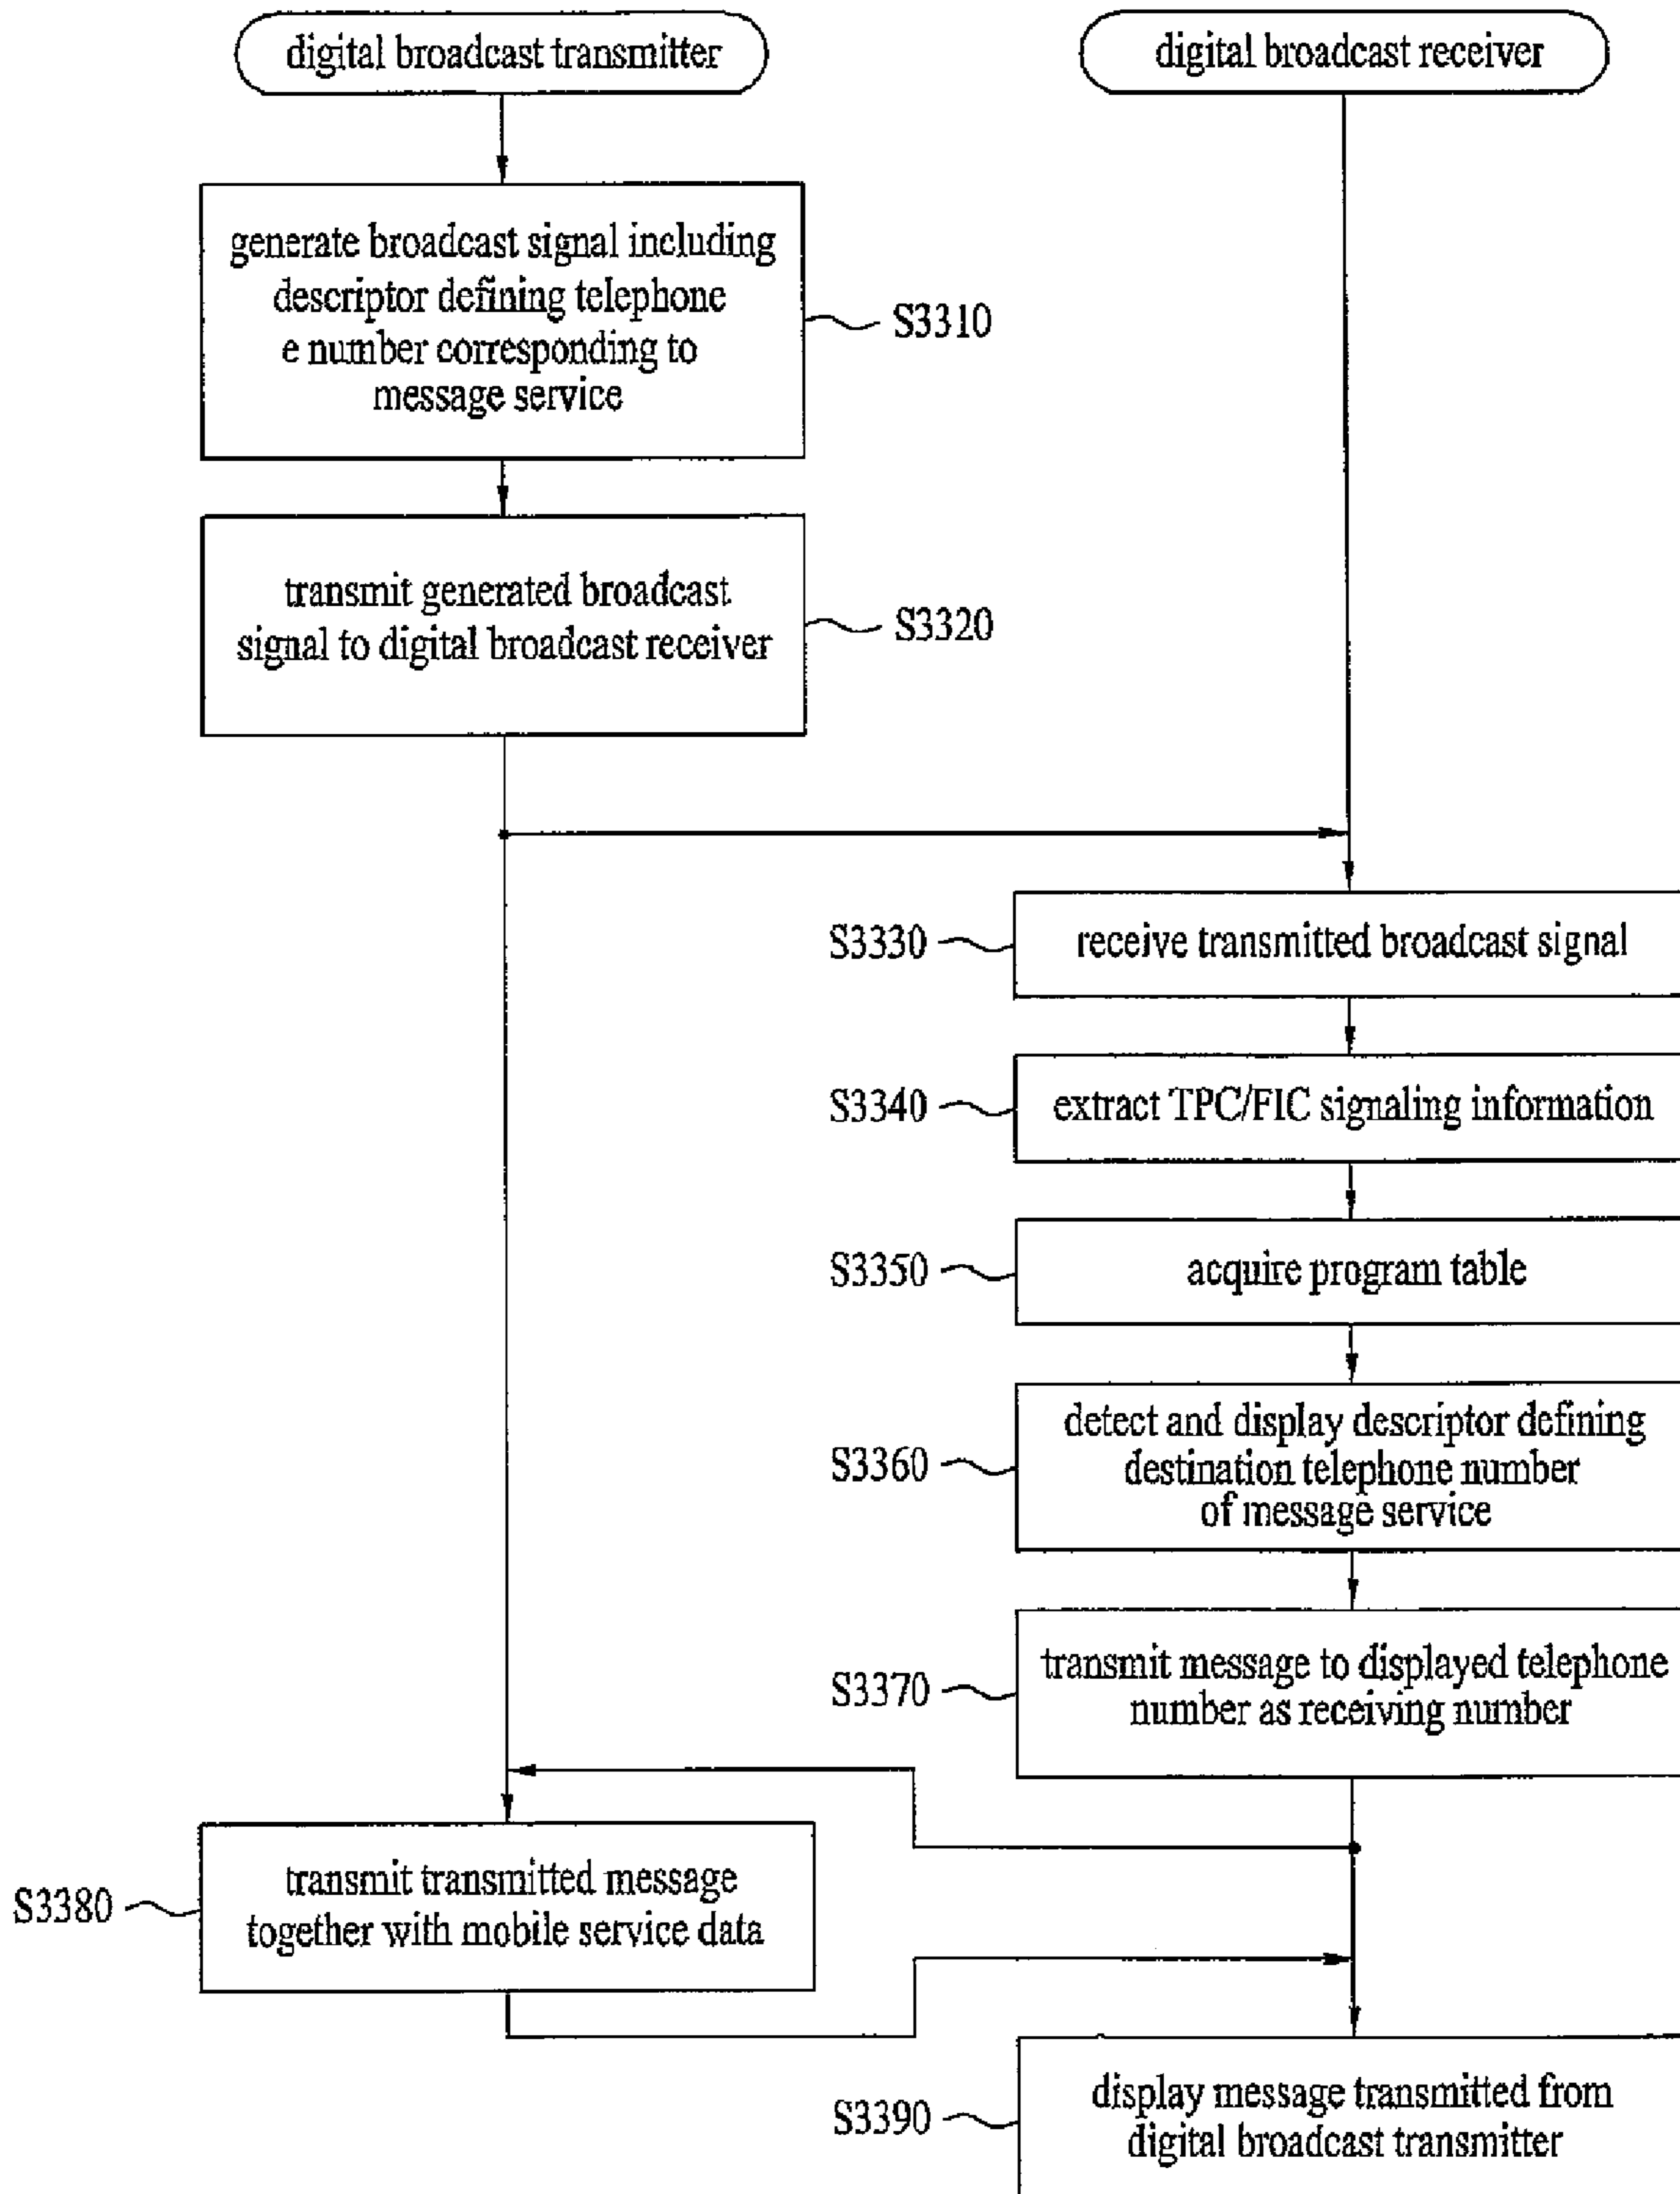 digital broadcast transmitter
digital broadcast receiver
generate broadcast signal including
descriptor defining telephone
e number corresponding to
message service
S3310
transmit generated broadcast
signal to digital broadcast receiver
S3320
S3330
receive transmitted broadcast signal
S3340
extract TPC/FIC signaling information
S3350
acquire program table
S3360
detect and display descriptor defining
destination telephone number
of message service
S3370
transmit message to displayed telephone
number as receiving number
S3380
transmit transmitted message
together with mobile service data
S3390
display message transmitted from
digital broadcast transmitter